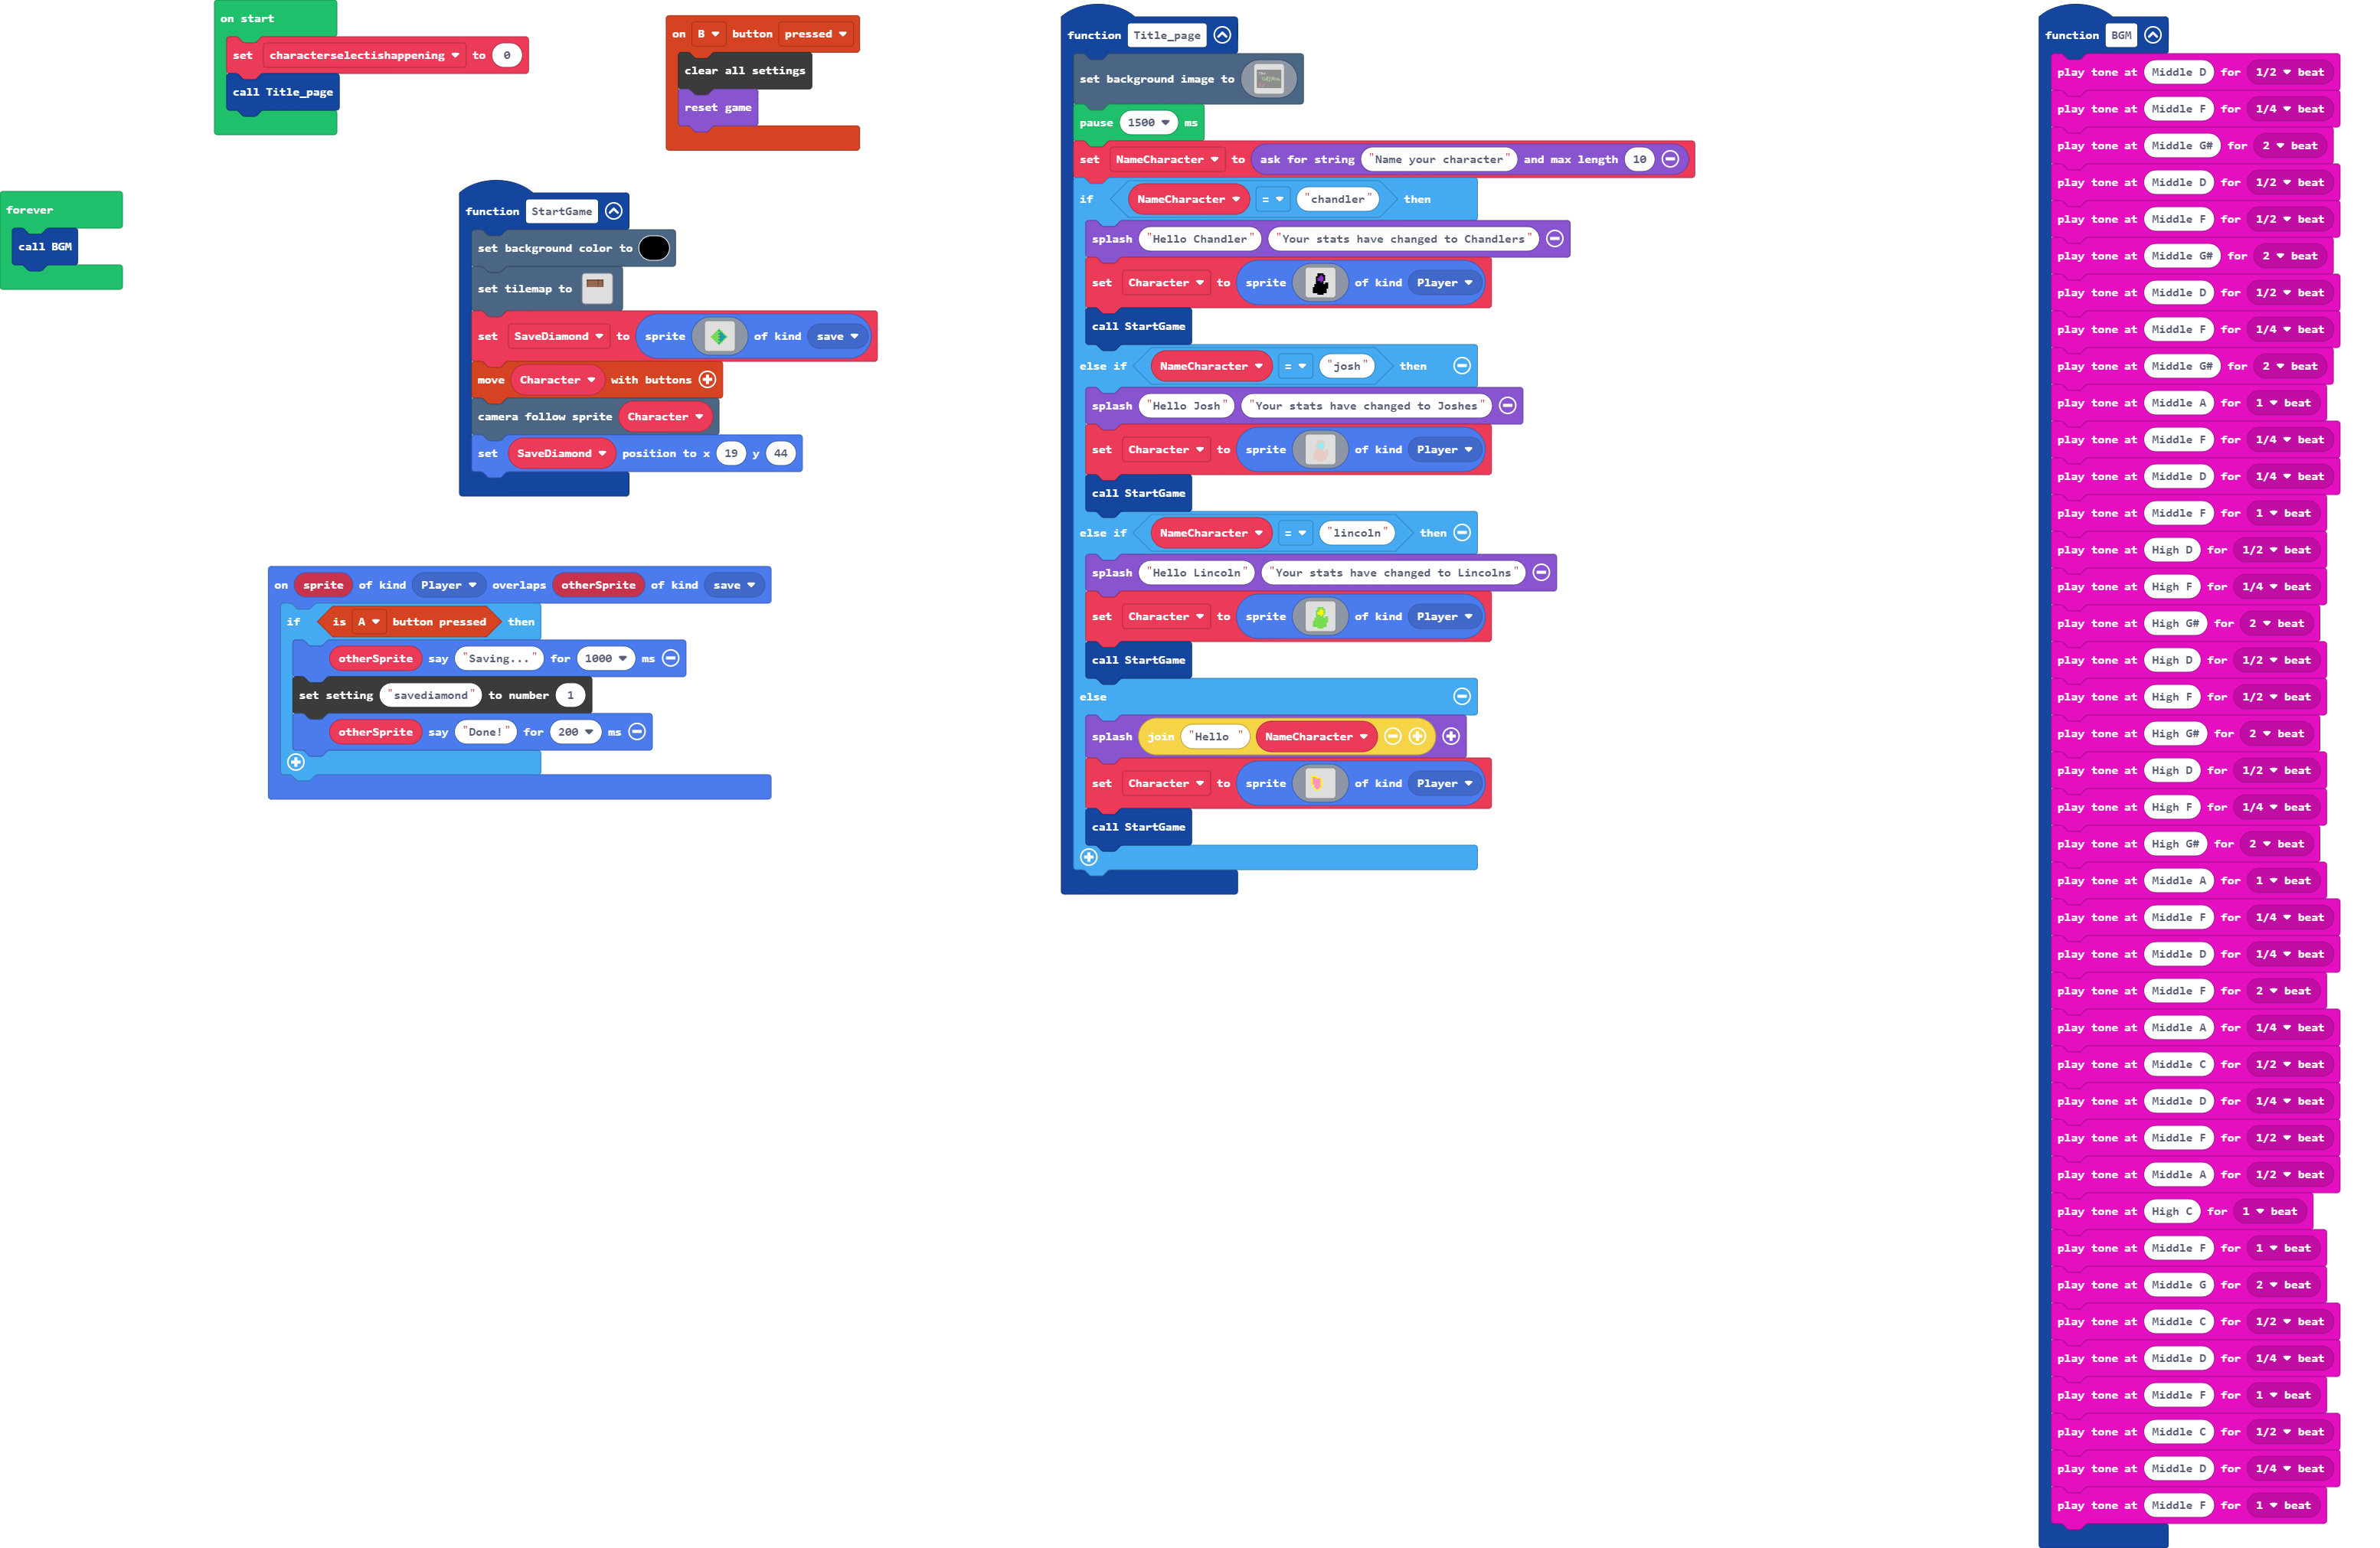 on start
set characterselectishappening to 0
call Title_page
on B button pressed
clear all settings
reset game
forever
call BGM
function StartGame
set background color to
set tilemap to
set SaveDiamond to sprite of kind save
move Character with buttons
camera follow sprite Character
set SaveDiamond position to x 19 y 44
on sprite of kind Player overlaps otherSprite of kind save
if is A button pressed then
otherSprite say "Saving..." for 1000 ms
set setting "savediamond" to number 1
otherSprite say "Done!" for 200 ms
function Title_page
set background image to
pause 1500 ms
set NameCharacter to ask for string "Name your character" and max length 10
if NameCharacter = "chandler" then
splash "Hello Chandler" "Your stats have changed to Chandlers"
set Character to sprite of kind Player
call StartGame
else if NameCharacter = "josh" then
splash "Hello Josh" "Your stats have changed to Joshes"
set Character to sprite of kind Player
call StartGame
else if NameCharacter = "lincoln" then
splash "Hello Lincoln" "Your stats have changed to Lincolns"
set Character to sprite of kind Player
call StartGame
else
splash join "Hello " NameCharacter
set Character to sprite of kind Player
call StartGame
function BGM
play tone at Middle D for 1/2 beat
play tone at Middle F for 1/4 beat
play tone at Middle G# for 2 beat
play tone at Middle D for 1/2 beat
play tone at Middle F for 1/2 beat
play tone at Middle G# for 2 beat
play tone at Middle D for 1/2 beat
play tone at Middle F for 1/4 beat
play tone at Middle G# for 2 beat
play tone at Middle A for 1 beat
play tone at Middle F for 1/4 beat
play tone at Middle D for 1/4 beat
play tone at Middle F for 1 beat
play tone at High D for 1/2 beat
play tone at High F for 1/4 beat
play tone at High G# for 2 beat
play tone at High D for 1/2 beat
play tone at High F for 1/2 beat
play tone at High G# for 2 beat
play tone at High D for 1/2 beat
play tone at High F for 1/4 beat
play tone at High G# for 2 beat
play tone at Middle A for 1 beat
play tone at Middle F for 1/4 beat
play tone at Middle D for 1/4 beat
play tone at Middle F for 2 beat
play tone at Middle A for 1/4 beat
play tone at Middle C for 1/2 beat
play tone at Middle D for 1/4 beat
play tone at Middle F for 1/2 beat
play tone at Middle A for 1/2 beat
play tone at High C for 1 beat
play tone at Middle F for 1 beat
play tone at Middle G for 2 beat
play tone at Middle C for 1/2 beat
play tone at Middle D for 1/4 beat
play tone at Middle F for 1 beat
play tone at Middle C for 1/2 beat
play tone at Middle D for 1/4 beat
play tone at Middle F for 1 beat